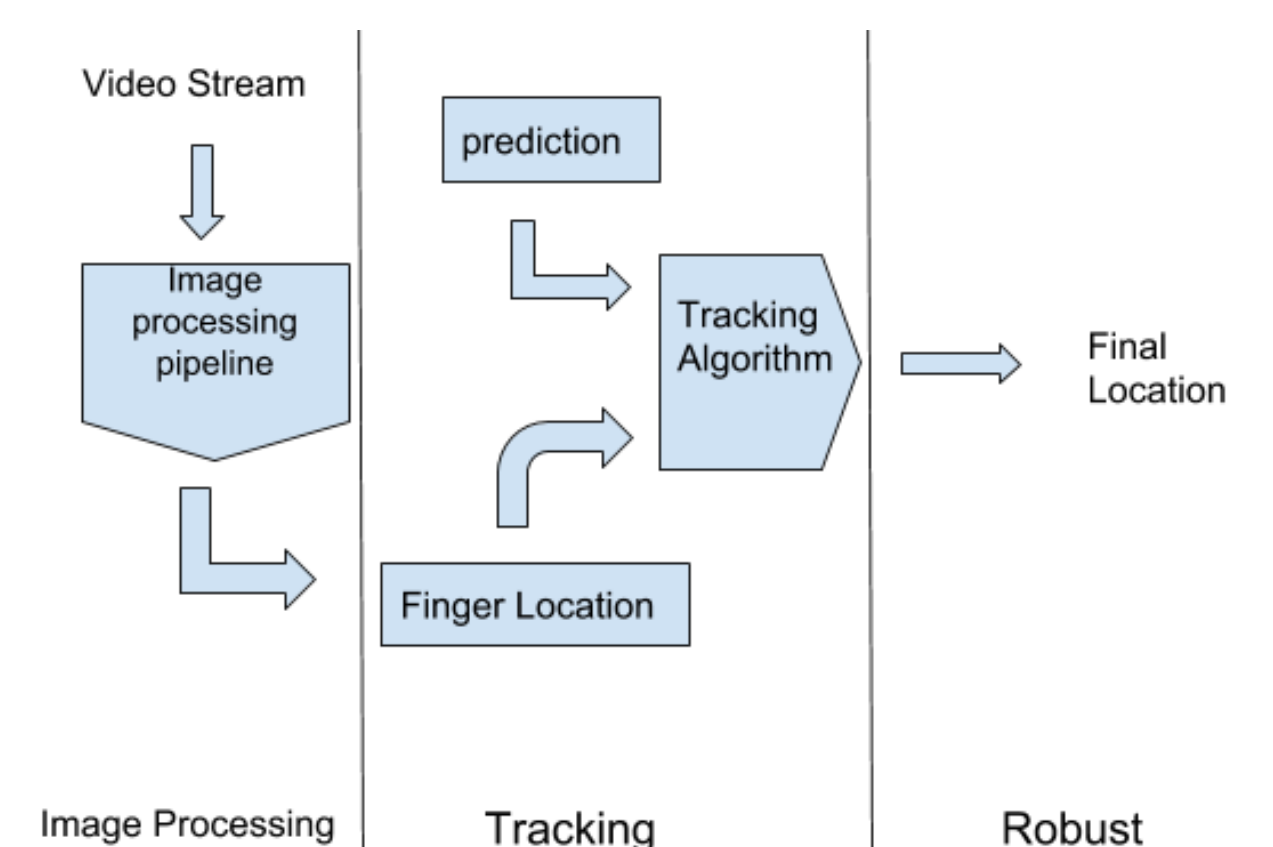 Video Stream
Image
processing
pipeline
prediction
Tracking
Algorithm
Finger Location
Final
Location
Image Processing
Tracking
Robust